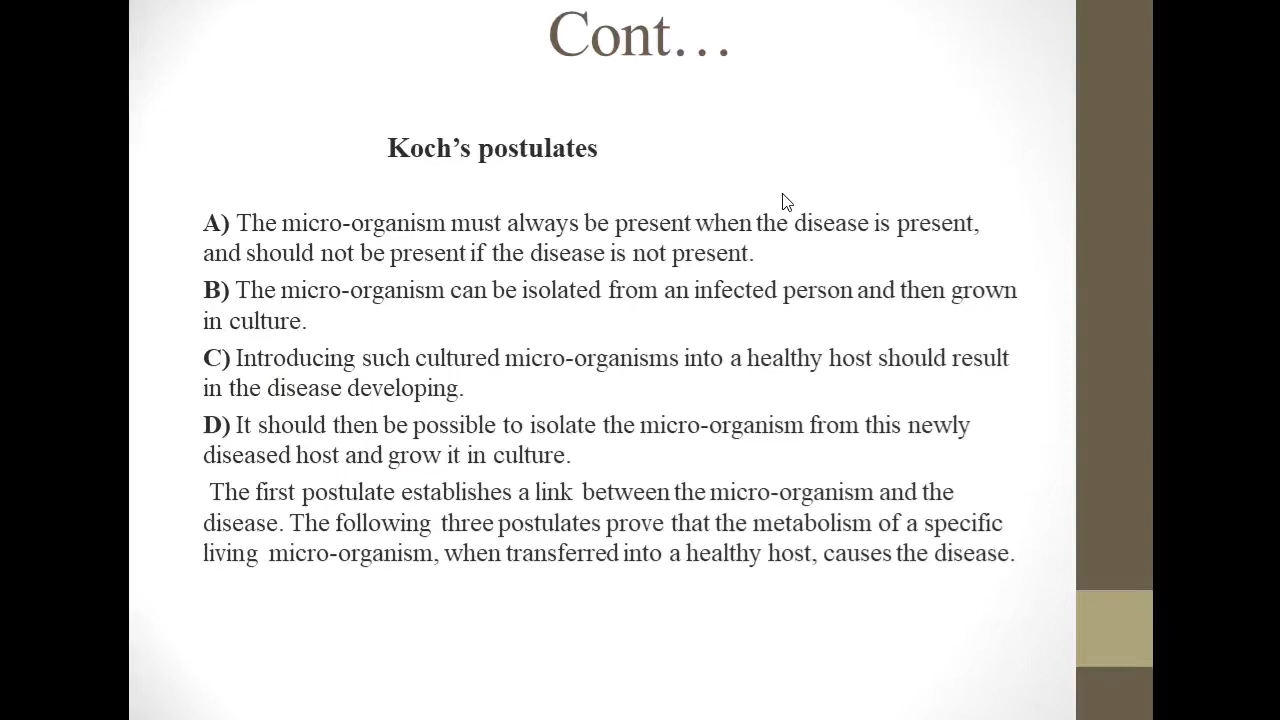 Cont…
Koch’s postulates
A) The micro-organism must always be present when the disease is present,
and should not be present if the disease is not present.
B) The micro-organism can be isolated from an infected person and then grown
in culture.
C) Introducing such cultured micro-organisms into a healthy host should result
in the disease developing.
D) It should then be possible to isolate the micro-organism from this newly
diseased host and grow it in culture.
The first postulate establishes a link between the micro-organism and the
disease. The following three postulates prove that the metabolism of a specific
living micro-organism, when transferred into a healthy host, causes the disease.